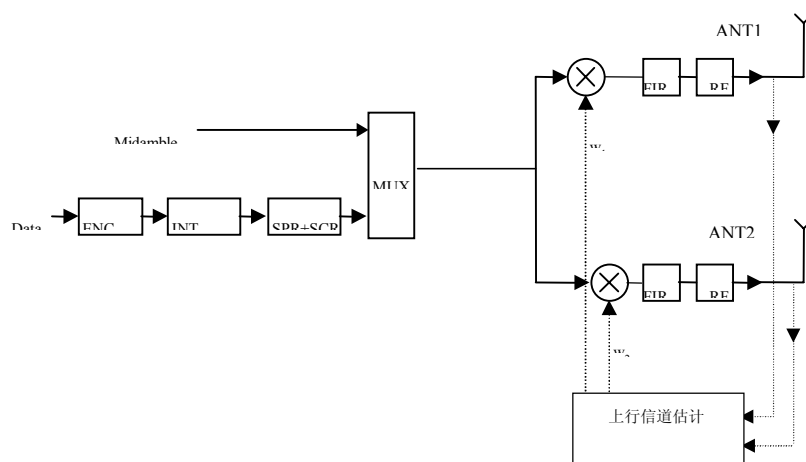 ANT1
FIR
RF
Midamble
MUX
Data
ENC
INT
SPR+SCR
ANT2
FIR
RF
上行信道估计